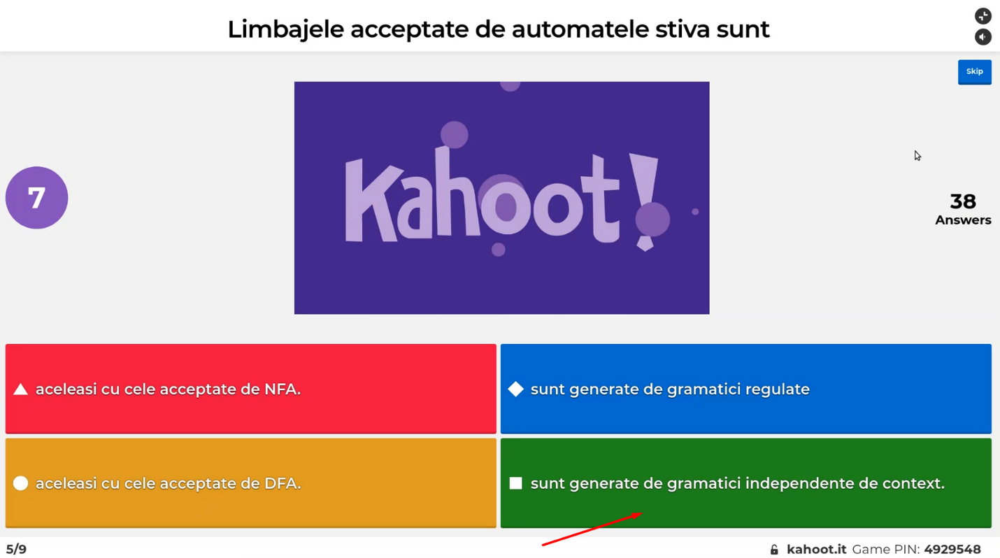 Limbajele acceptate de automatele stiva sunt
Skip
7
Kahoot!
38
Answers
aceleasi cu cele acceptate de NFA.
sunt generate de gramatici regulate
aceleasi cu cele acceptate de DFA.
sunt generate de gramatici independente de context.
5/9
kahoot.it Game PIN: 4929548